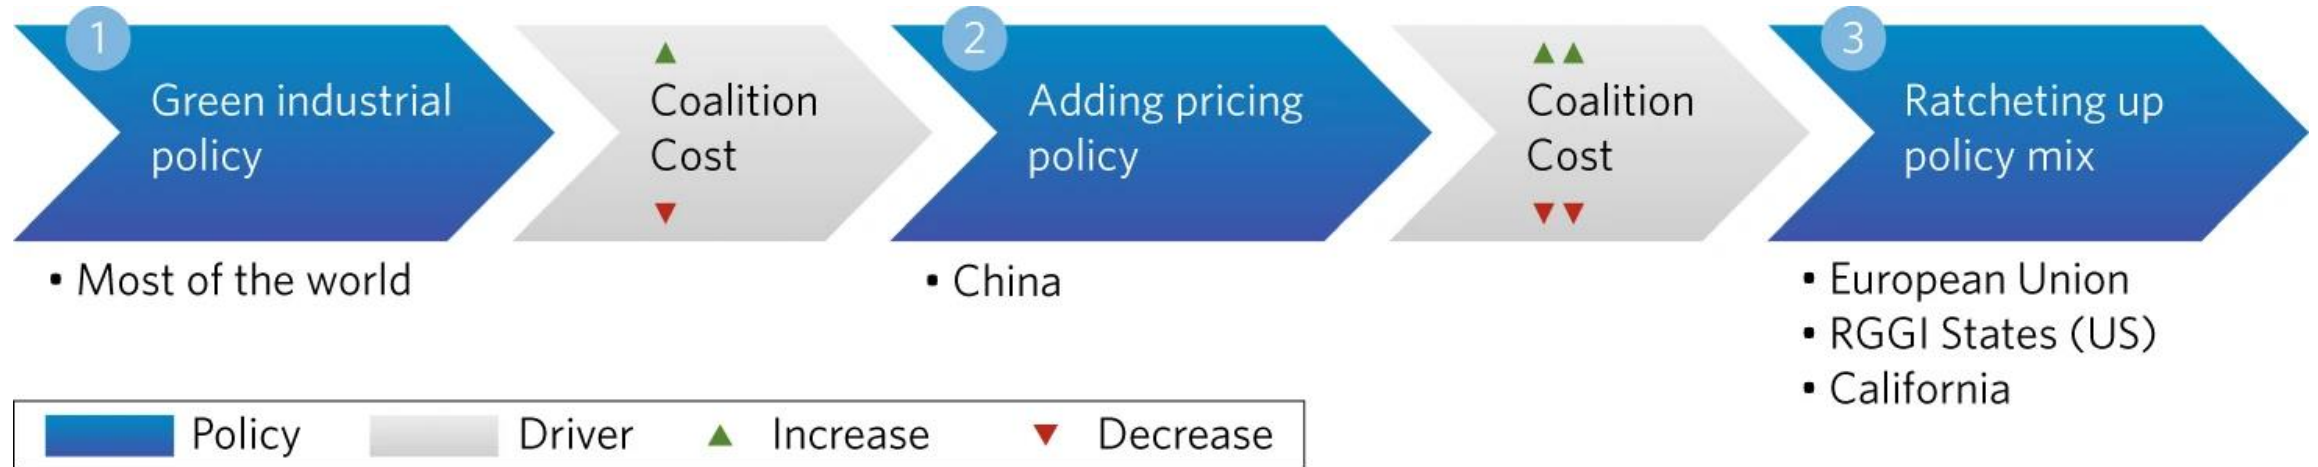 1
Green industrial
policy
▲
Coalition
Cost
▼
2
Adding pricing
policy
▲▲
Coalition
Cost
▼▼
3
Ratcheting up
policy mix
• Most of the world
• China
• European Union
• RGGI States (US)
• California
Policy
Driver
▲ Increase
▼ Decrease